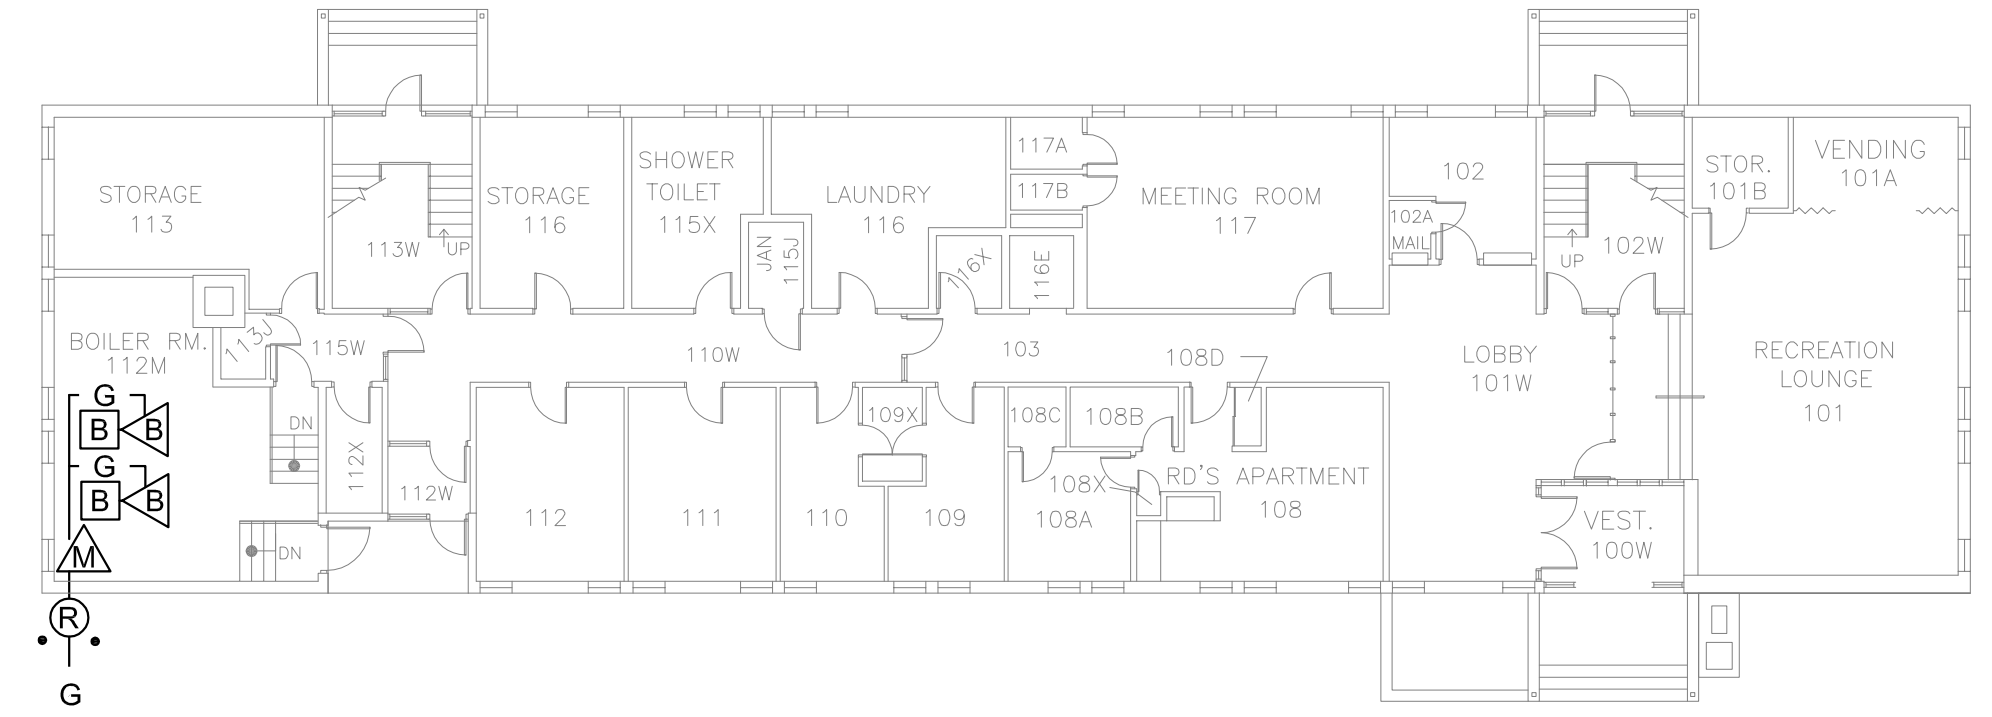 STORAGE
113
113W
UP
STORAGE
116
SHOWER
TOILET
115X
JAN
115J
LAUNDRY
116
116X
116E
117A
117B
MEETING ROOM
117
102
102A
MAIL
UP
102W
STOR.
101B
VENDING
101A
BOILER RM.
112M
113J
115W
110W
103
108D
LOBBY
101W
RECREATION
LOUNGE
101
G
B
B
G
B
B
M
R
G
DN
DN
112X
112W
112
111
110
109X
109
108C
108B
108X
108A
RD'S APARTMENT
108
VEST.
100W